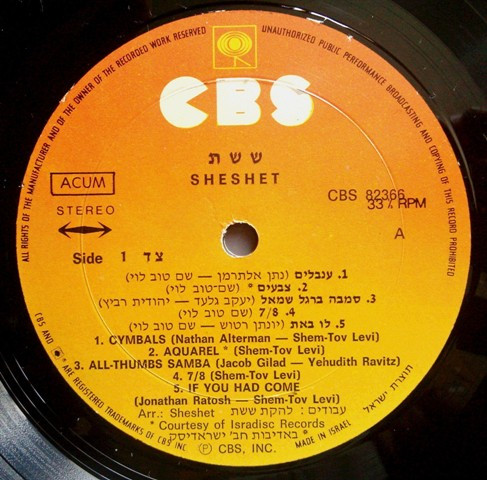 ALL RIGHTS OF THE MANUFACTURER AND OF THE OWNER OF THE RECORDED WORK RESERVED
UNAUTHORIZED PUBLIC PERFORMANCE BROADCASTING AND COPYING OF THIS RECORD PROHIBITED
CBS
ששת
SHESHET
ACUM
STEREO
CBS 82366
33⅓ RPM
Side 1 צד
A
1. ענבלים (נתן אלתרמן — שם טוב לוי)
2. צבעים * (שם-טוב לוי)
3. סמבה ברגל שמאל (יעקב גלעד — יהודית רביץ)
4. 7/8 (שם טוב לוי)
5. לו באת (יונתן רטוש — שם טוב לוי)
1. CYMBALS (Nathan Alterman — Shem-Tov Levi)
2. AQUAREL * (Shem-Tov Levi)
3. ALL-THUMBS SAMBA (Jacob Gilad — Yehudith Ravitz)
4. 7/8 (Shem-Tov Levi)
5. IF YOU HAD COME
(Jonathan Ratosh — Shem-Tov Levi)
Arr.: Sheshet - עבודים: להקת ששת
* Courtesy of Isradisc Records
* באדיבות חב' ישראדיסק
Ⓟ CBS, INC.
CBS AND ARE REGISTERED TRADEMARKS OF CBS INC
תוצרת ישראל
MADE IN ISRAEL